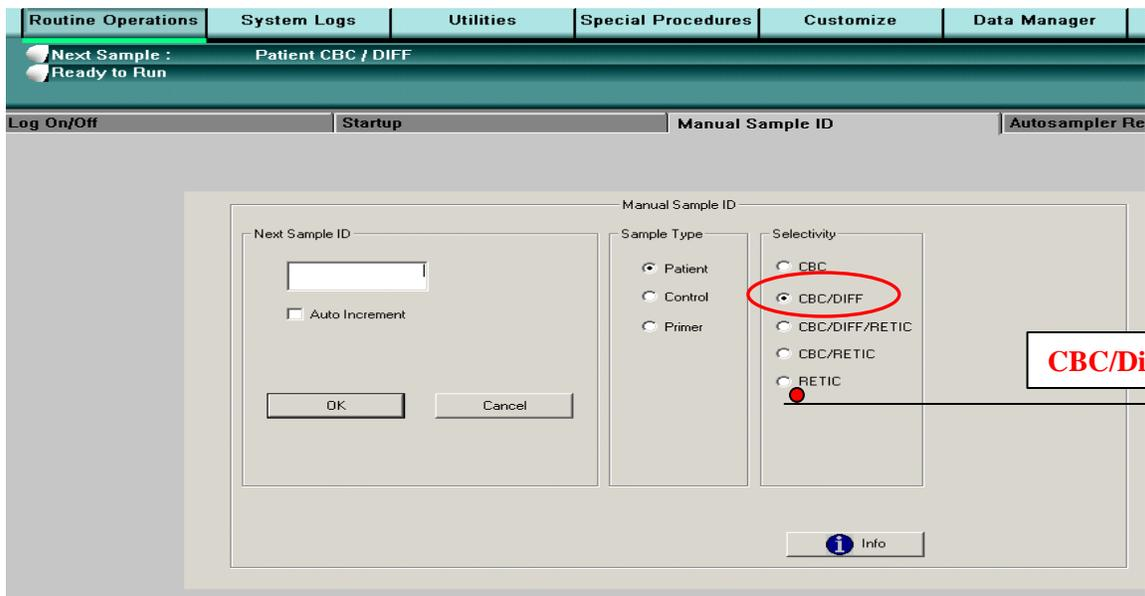 Routine Operations System Logs Utilities Special Procedures Customize Data Manager
Next Sample : Patient CBC / DIFF
Ready to Run
Log On/Off Startup Manual Sample ID Autosampler Re
Manual Sample ID
Next Sample ID Sample Type Selectivity
Patient CBC
Control CBC/DIFF
Auto Increment Primer CBC/DIFF/RETIC
CBC/RETIC
CBC/Di
RETIC
OK Cancel
Info